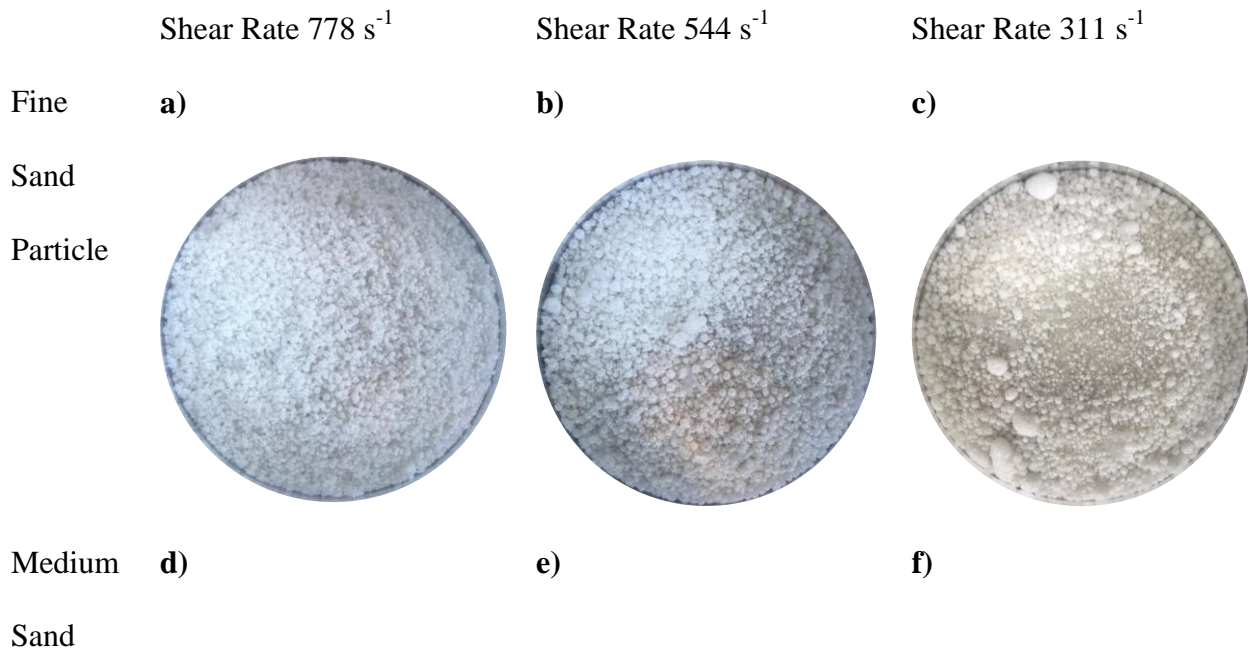 Shear Rate 778 s⁻¹ Shear Rate 544 s⁻¹ Shear Rate 311 s⁻¹
Fine a) b) c)
Sand
Particle
Medium d) e) f)
Sand